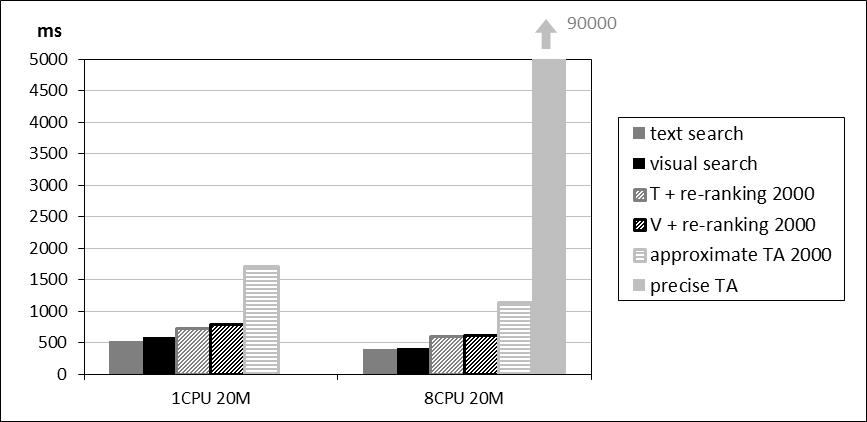 90000
ms
5000
4500
4000
3500
3000
2500
2000
1500
1000
500
0
1CPU 20M
8CPU 20M
text search
visual search
T + re-ranking 2000
V + re-ranking 2000
approximate TA 2000
precise TA